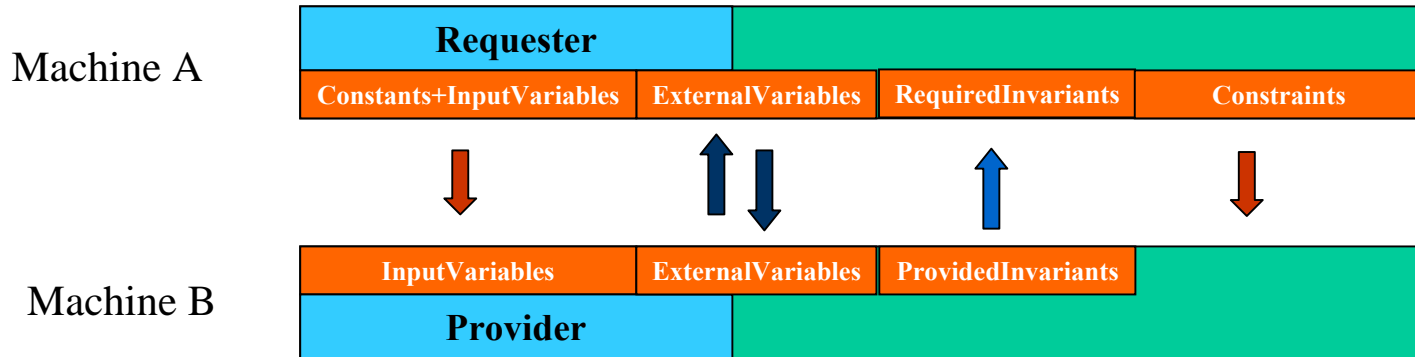 Requester
Machine A
Constants+InputVariables ExternalVariables RequiredInvariants Constraints
InputVariables ExternalVariables ProvidedInvariants
Machine B
Provider